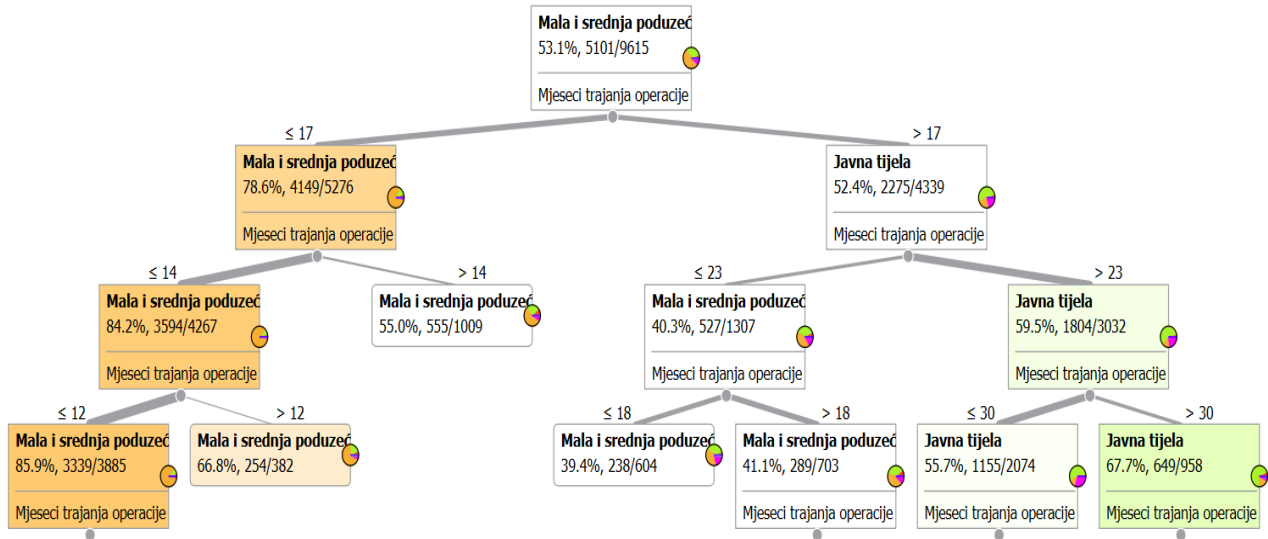 Mala i srednja poduzeć
53.1%, 5101/9615
Mjeseci trajanja operacije
≤ 17
> 17
Mala i srednja poduzeć
78.6%, 4149/5276
Mjeseci trajanja operacije
Javna tijela
52.4%, 2275/4339
Mjeseci trajanja operacije
≤ 14
> 14
≤ 23
> 23
Mala i srednja poduzeć
84.2%, 3594/4267
Mjeseci trajanja operacije
Mala i srednja poduzeć
55.0%, 555/1009
Mala i srednja poduzeć
40.3%, 527/1307
Mjeseci trajanja operacije
Javna tijela
59.5%, 1804/3032
Mjeseci trajanja operacije
≤ 12
> 12
≤ 18
> 18
≤ 30
> 30
Mala i srednja poduzeć
85.9%, 3339/3885
Mjeseci trajanja operacije
Mala i srednja poduzeć
66.8%, 254/382
Mala i srednja poduzeć
39.4%, 238/604
Mala i srednja poduzeć
41.1%, 289/703
Mjeseci trajanja operacije
Javna tijela
55.7%, 1155/2074
Mjeseci trajanja operacije
Javna tijela
67.7%, 649/958
Mjeseci trajanja operacije